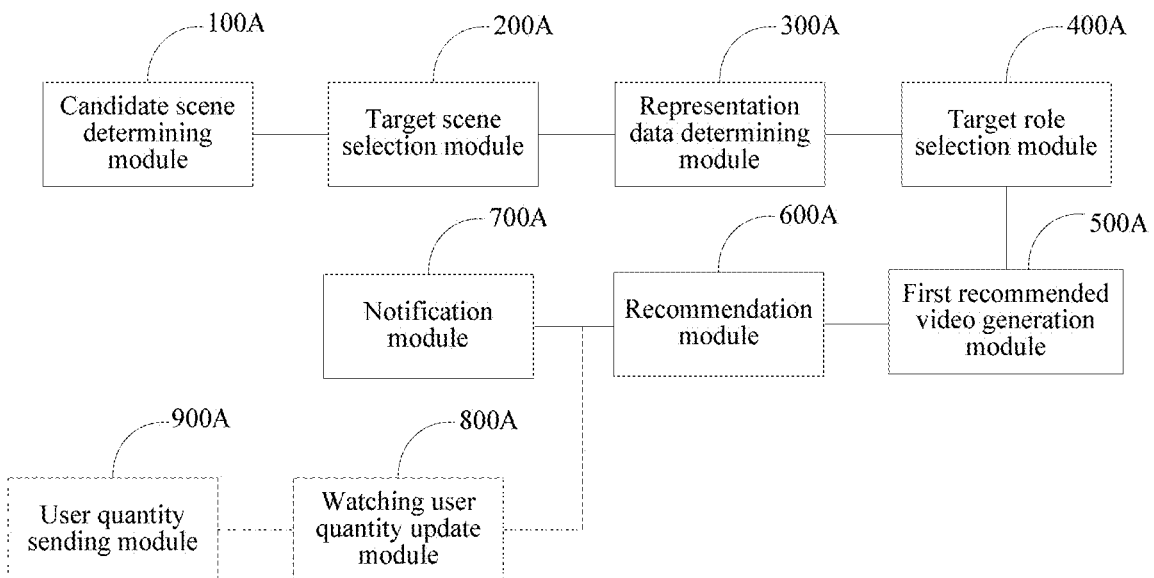 100A
200A
300A
400A
Candidate scene
determining
module
Target scene
selection module
Representation
data determining
module
Target role
selection module
700A
600A
500A
Notification
module
Recommendation
module
First recommended
video generation
module
900A
800A
User quantity
sending module
Watching user
quantity update
module